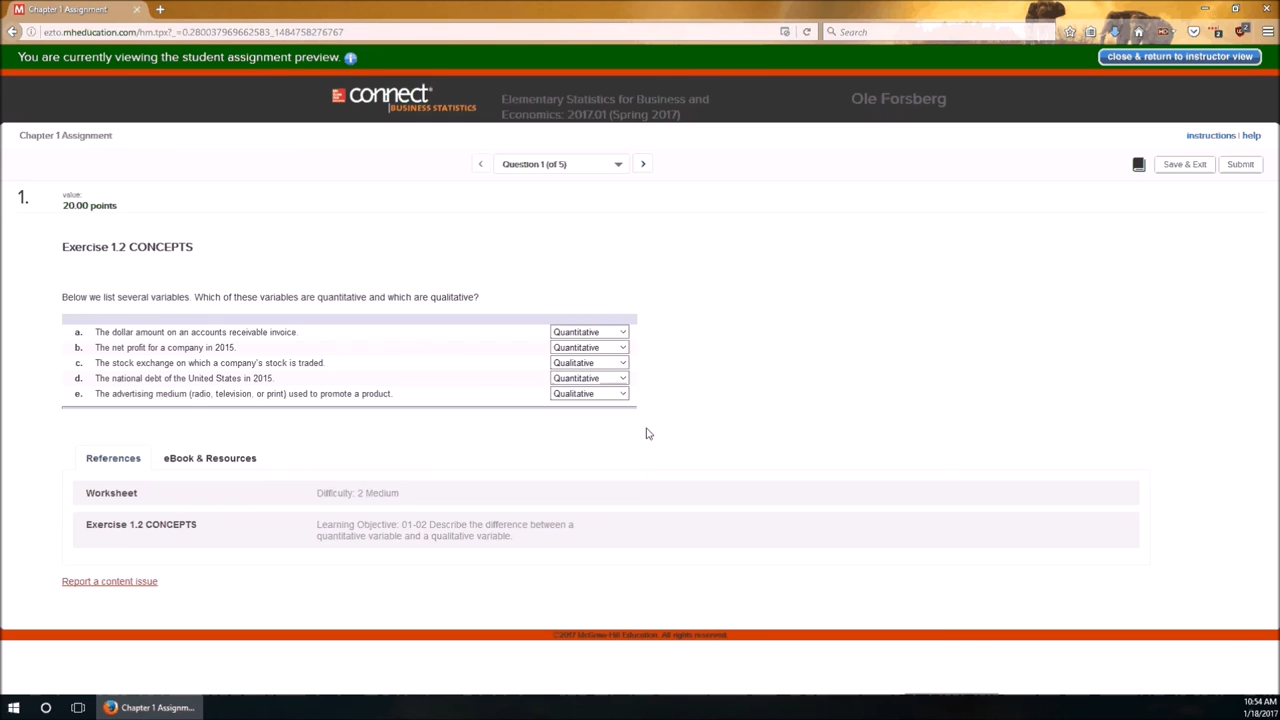 Chapter 1 Assignment
ezto.mheducation.com/hm.tpx?_=0.280037969662583_1484758276767
Search
You are currently viewing the student assignment preview.
close & return to instructor view
connect
BUSINESS STATISTICS
Elementary Statistics for Business and
Economics: 2017.01 (Spring 2017)
Ole Forsberg
Chapter 1 Assignment
instructions | help
Question 1 (of 5)
Save & Exit
Submit
1.
value:
20.00 points
Exercise 1.2 CONCEPTS
Below we list several variables. Which of these variables are quantitative and which are qualitative?
a. The dollar amount on an accounts receivable invoice. Quantitative
b. The net profit for a company in 2015. Quantitative
c. The stock exchange on which a company's stock is traded. Qualitative
d. The national debt of the United States in 2015. Quantitative
e. The advertising medium (radio, television, or print) used to promote a product. Qualitative
References
eBook & Resources
Worksheet
Difficulty: 2 Medium
Exercise 1.2 CONCEPTS
Learning Objective: 01-02 Describe the difference between a
quantitative variable and a qualitative variable.
Report a content issue
©2017 McGraw-Hill Education. All rights reserved.
Chapter 1 Assignm...
10:54 AM
1/18/2017